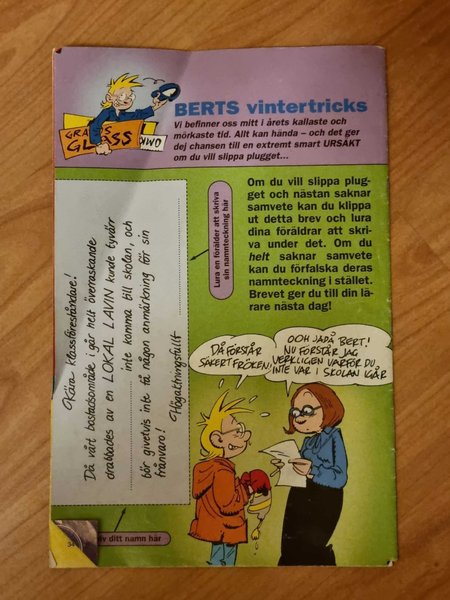 BERTS vintertricks
Vi befinner oss mitt i årets kallaste och
mörkaste tid. Allt kan hända – och det ger
dej chansen till en extremt smart URSAKT
om du vill slippa plugget...
GRATIS
GLASS
Om du vill slippa plug-
get och nästan saknar
samvete kan du klippa
ut detta brev och lura
dina föräldrar att skri-
va under det. Om du
helt saknar samvete
kan du förfalska deras
namnteckning i stället.
Brevet ger du till din lä-
rare nästa dag!
Lura en förälder att skriva
sin namnteckning här
Kära klassföreståndare!
Då vårt bostadsområde i går helt överraskande
drabbades av en LOKAL LAVIN kunde tyvärr
inte komma till skolan, och
bör givetvis inte få någon anmärkning för sin
frånvaro!
Högaktningsfullt
iv ditt namn här
DÅ FÖRSTÅR
SÄKERT FRÖKEN!
OOH JADÅ BERT!
NU FÖRSTÅR JAG
VERKLIGEN VARFÖR DU
INTE VAR I SKOLAN IGÅR
34